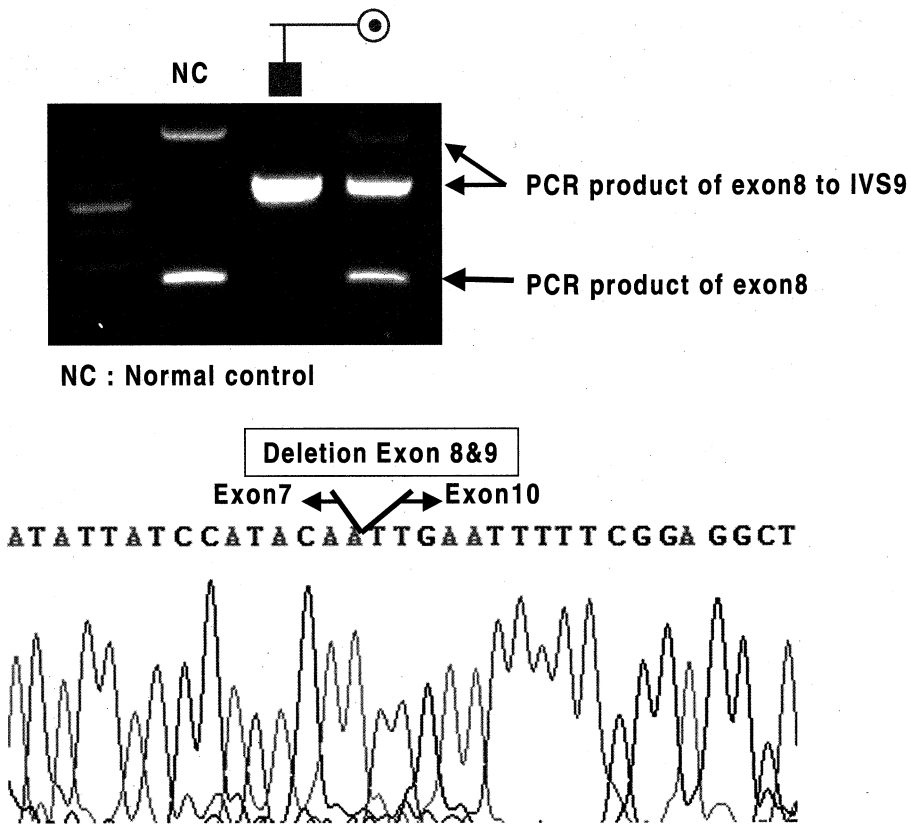 NC
PCR product of exon8 to IVS9
PCR product of exon8
NC : Normal control
Deletion Exon 8&9
Exon7 Exon10
ATATTATCCATACAATTGAATTTTTCGGAGGCT